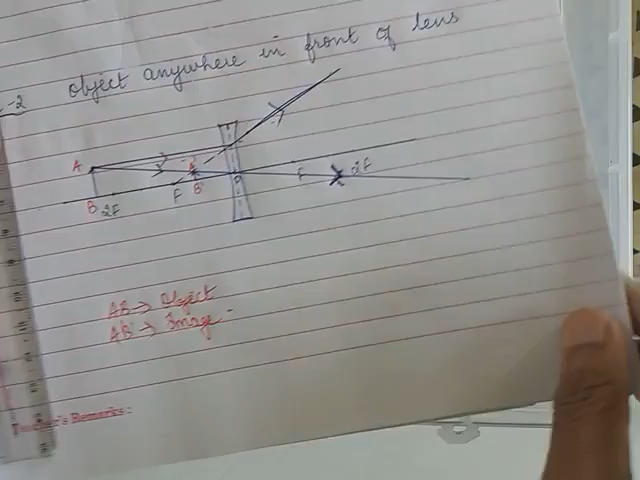 -2 Object anywhere in front of lens
A A'
B 2F F B' O F 2F
AB → Object
A'B' → Image
Teacher's Remarks: